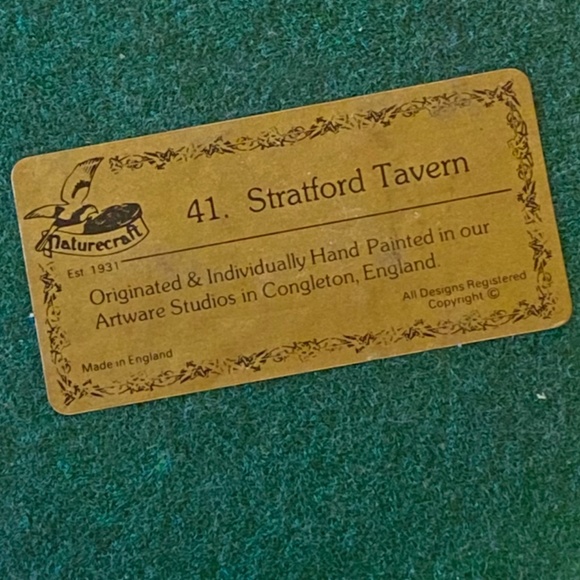 41. Stratford Tavern
Naturecraft
Est 1931
Originated & Individually Hand Painted in our
Artware Studios in Congleton, England
All Designs Registered
Copyright ©
Made in England